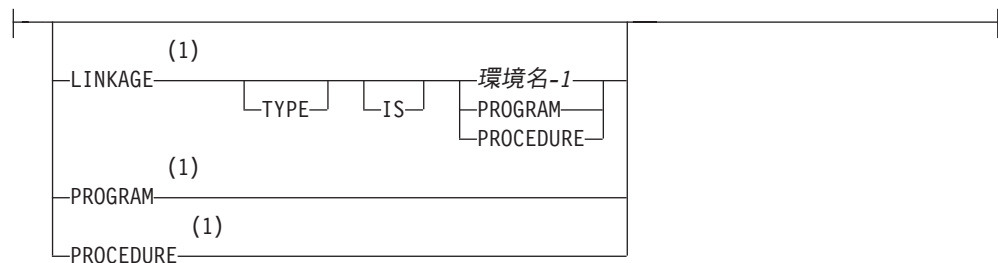 (1)
LINKAGE 環境名-1
TYPE IS PROGRAM
PROCEDURE
(1)
PROGRAM
(1)
PROCEDURE